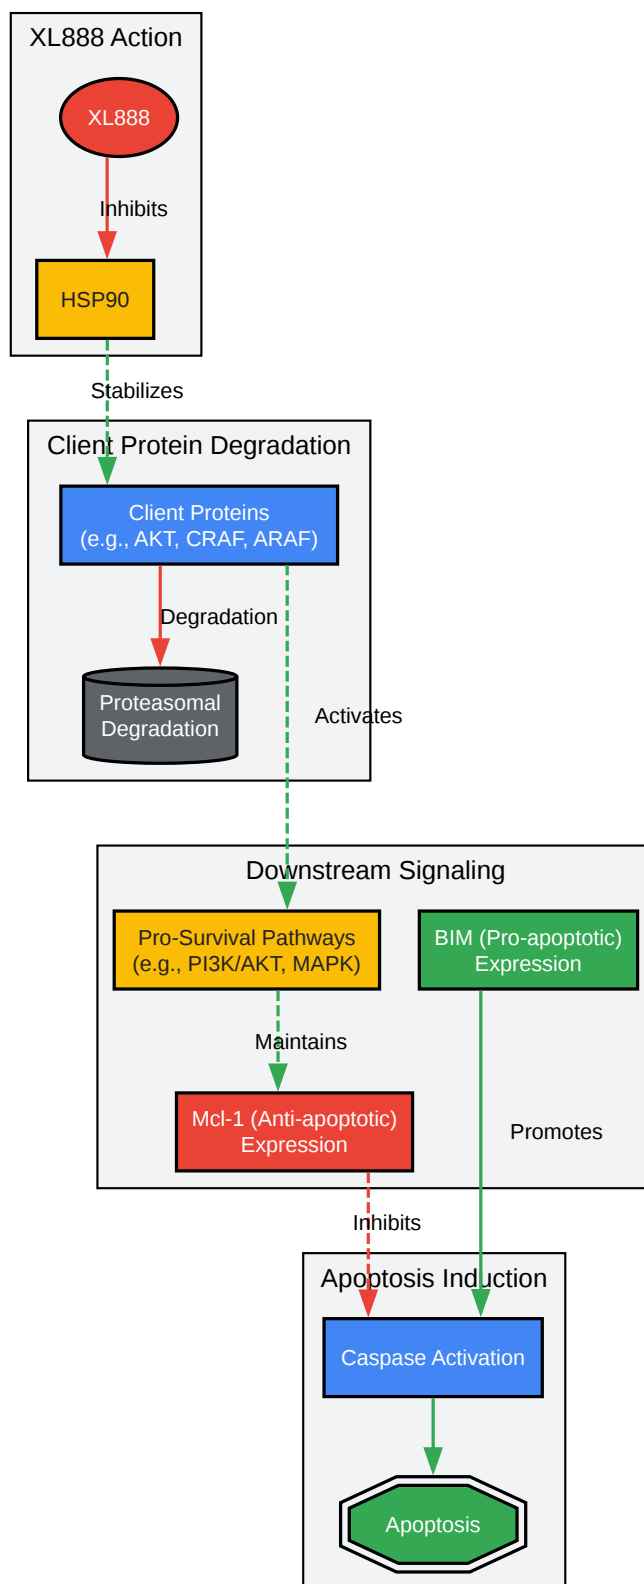 XL888 Action
XL888
Inhibits
HSP90
Stabilizes
Client Protein Degradation
Client Proteins
(e.g., AKT, CRAF, ARAF)
Degradation
Proteasomal
Degradation
Activates
Downstream Signaling
Pro-Survival Pathways
(e.g., PI3K/AKT, MAPK)
BIM (Pro-apoptotic)
Expression
Maintains
Mcl-1 (Anti-apoptotic)
Expression
Promotes
Inhibits
Apoptosis Induction
Caspase Activation
Apoptosis